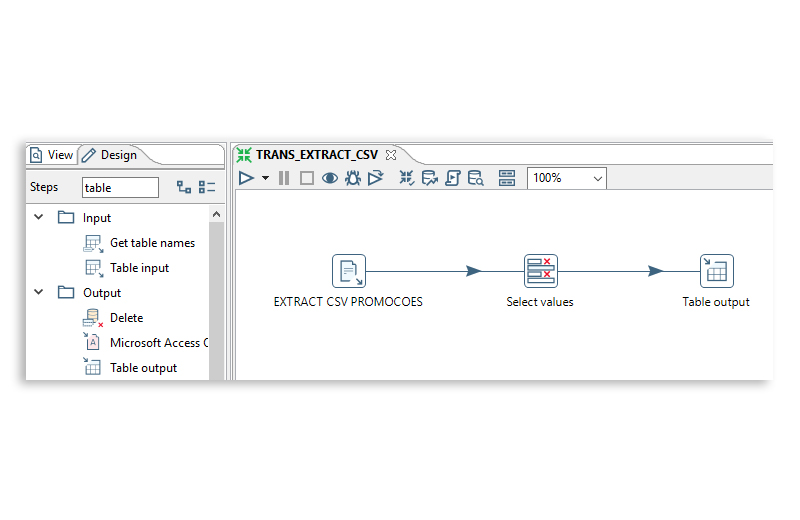 View
Design
Steps
table
Input
Get table names
Table input
Output
Delete
Microsoft Access
Table output
TRANS_EXTRACT_CSV
100%
EXTRACT CSV PROMOCOES
Select values
Table output